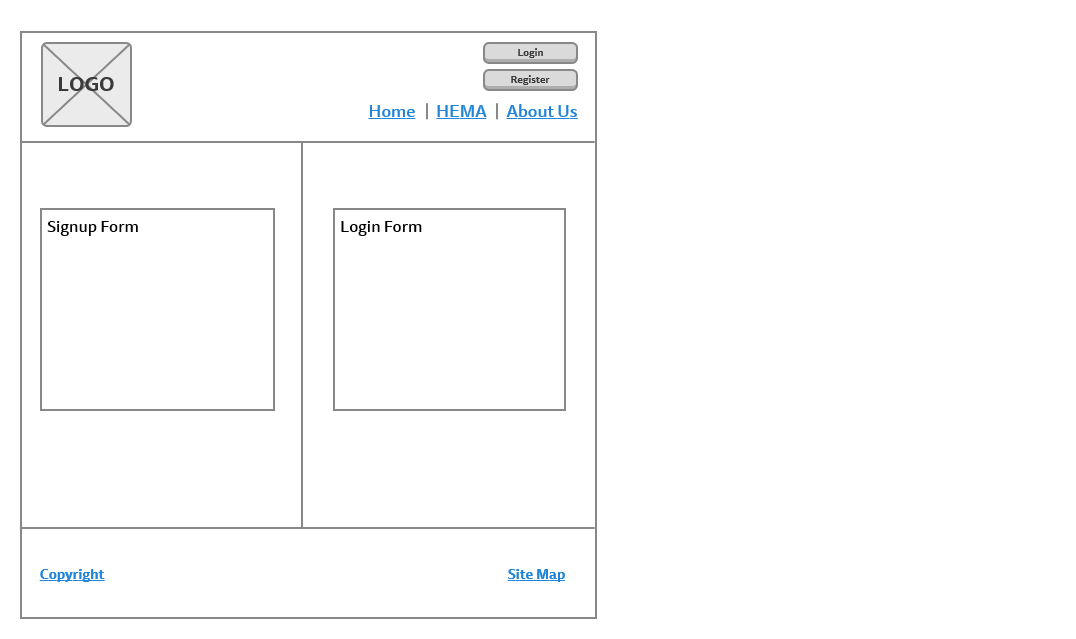 LOGO
Login
Register
Home | HEMA | About Us
Signup Form
Login Form
Copyright
Site Map